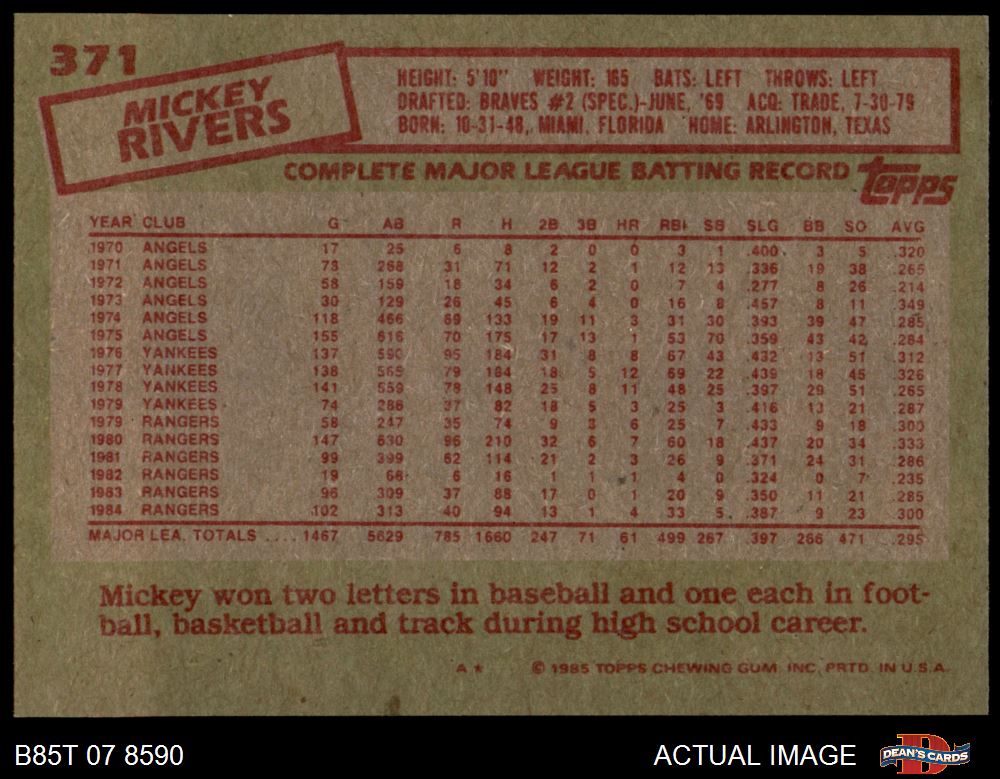 371
MICKEY
RIVERS
HEIGHT: 5'10" WEIGHT: 165 BATS: LEFT THROWS: LEFT
DRAFTED: BRAVES #2 (SPEC.)-JUNE, '69 ACQ: TRADE, 7-30-79
BORN: 10-31-48, MIAMI, FLORIDA HOME: ARLINGTON, TEXAS
COMPLETE MAJOR LEAGUE BATTING RECORD Topps
YEAR CLUB G AB R H 2B 3B HR RBI SB SLG BB SO AVG
1970 ANGELS 17 25 6 8 2 0 0 3 1 .400 3 5 .320
1971 ANGELS 78 268 31 71 12 2 1 12 13 .336 19 38 .265
1972 ANGELS 58 159 18 34 6 2 0 7 4 .277 8 26 .214
1973 ANGELS 30 129 26 45 6 4 0 16 8 .457 8 11 .349
1974 ANGELS 118 466 69 133 19 11 3 31 30 .393 39 47 .285
1975 ANGELS 155 616 70 175 17 13 1 53 70 .359 43 42 .284
1976 YANKEES 137 590 95 184 31 8 8 67 43 .432 13 51 .312
1977 YANKEES 138 565 79 184 18 5 12 69 22 .439 18 45 .326
1978 YANKEES 141 559 78 148 25 8 11 48 25 .397 29 51 .265
1979 YANKEES 74 286 37 82 18 5 3 25 3 .416 13 21 .287
1979 RANGERS 58 247 35 74 9 3 6 25 7 .433 9 18 .300
1980 RANGERS 147 630 96 210 32 6 7 60 18 .437 20 34 .333
1981 RANGERS 99 399 62 114 21 2 3 26 9 .371 24 31 .286
1982 RANGERS 19 68 6 16 1 1 1 4 0 .324 0 7 .235
1983 RANGERS 96 309 37 88 17 0 1 20 9 .350 11 21 .285
1984 RANGERS 102 313 40 94 13 1 4 33 5 .387 9 23 .300
MAJOR LEA. TOTALS .... 1467 5629 785 1660 247 71 61 499 267 .397 266 471 .295
Mickey won two letters in baseball and one each in foot-
ball, basketball and track during high school career.
A★ © 1985 TOPPS CHEWING GUM, INC. PRTD. IN U.S.A.
B85T 07 8590 ACTUAL IMAGE DEAN'S CARDS